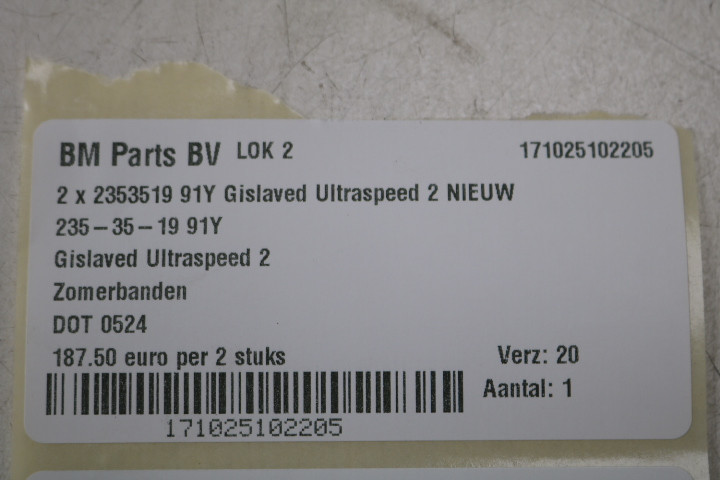 BM Parts BV LOK 2 171025102205
2 x 2353519 91Y Gislaved Ultraspeed 2 NIEUW
235-35-19 91Y
Gislaved Ultraspeed 2
Zomerbanden
DOT 0524
187.50 euro per 2 stuks Verz: 20
Aantal: 1
171025102205